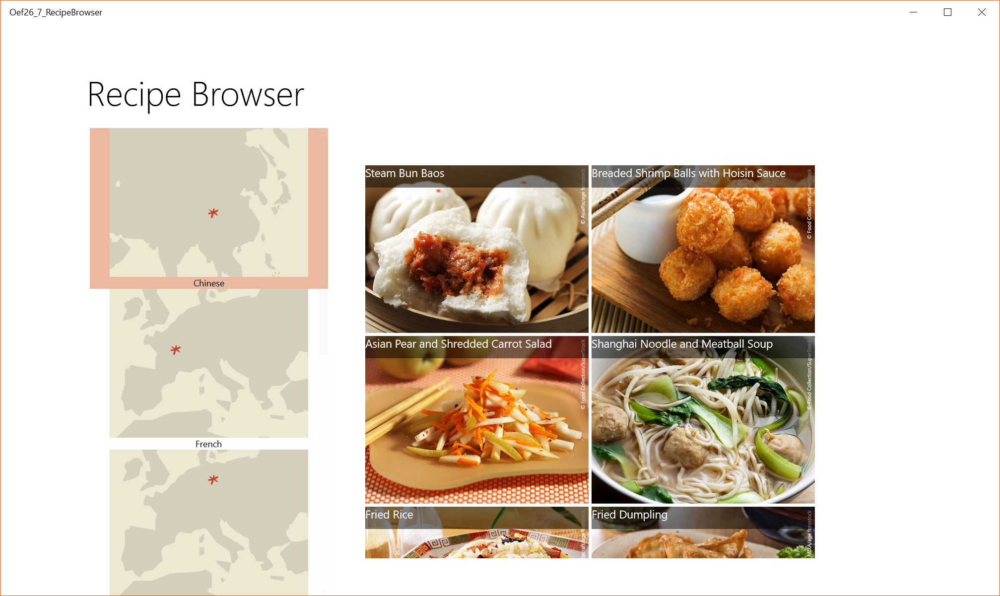 Oef26_7_RecipeBrowser
Recipe Browser
Chinese
French
Steam Bun Baos
© AsiaPix/age fotostock
Breaded Shrimp Balls with Hoisin Sauce
© Food Collection/SuperStock
Asian Pear and Shredded Carrot Salad
© Food Collection/SuperStock
Shanghai Noodle and Meatball Soup
© Food Collection/SuperStock
Fried Rice
age fotostock
Fried Dumpling
MIXA/age fotostock